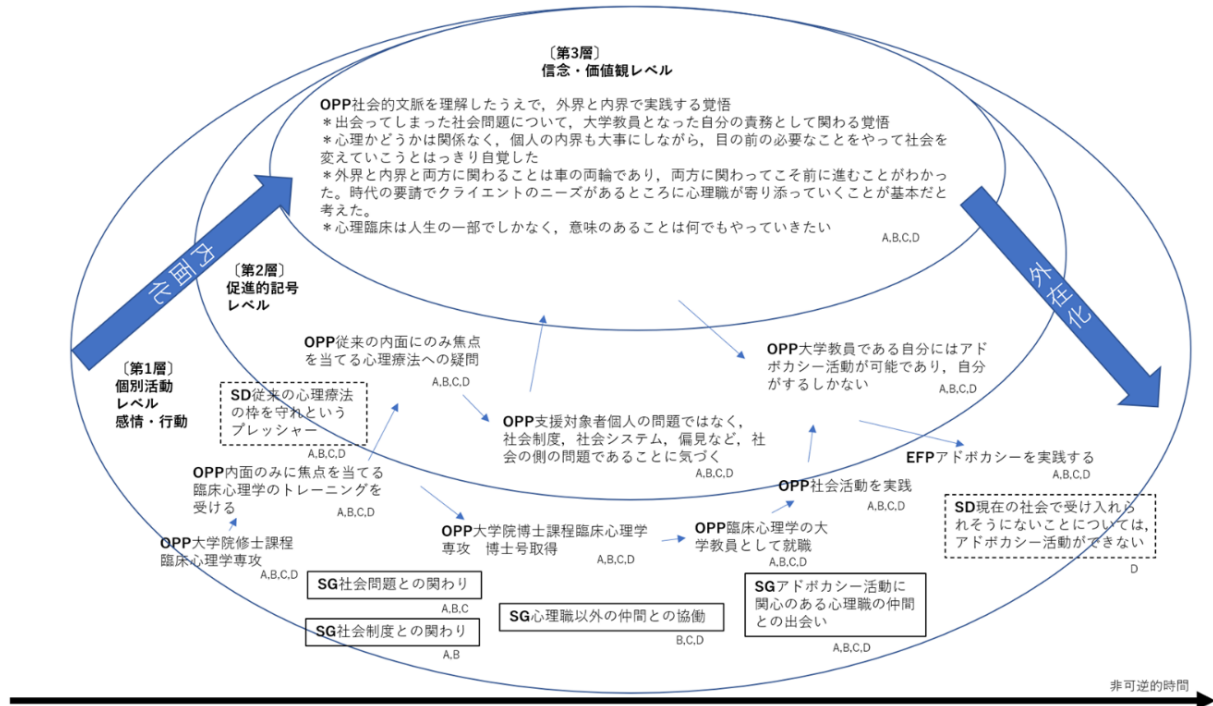 〔第3層〕
信念・価値観レベル
OPP社会的文脈を理解したうえで，外界と内界で実践する覚悟
＊出会ってしまった社会問題について，大学教員となった自分の責務として関わる覚悟
＊心理かどうかは関係なく，個人の内界も大事にしながら，目の前の必要なことをやって社会を
変えていこうとはっきり自覚した
＊外界と内界と両方に関わることは車の両輪であり，両方に関わってこそ前に進むことがわかっ
た。時代の要請でクライエントのニーズがあるところに心理職が寄り添っていくことが基本だと
考えた。
＊心理臨床は人生の一部でしかなく，意味のあることは何でもやっていきたい
A,B,C,D
内面化
外在化
〔第2層〕
促進的記号
レベル
OPP従来の内面にのみ焦点
を当てる心理療法への疑問
A,B,C,D
OPP大学教員である自分にはアド
ボカシー活動が可能であり，自分
がするしかない
A,B,C,D
〔第1層〕
個別活動
レベル
感情・行動
SD従来の心理療法
の枠を守れという
プレッシャー
A,B,C,D
OPP支援対象者個人の問題ではなく，
社会制度，社会システム，偏見など，社
会の側の問題であることに気づく
A,B,C,D
EFPアドボカシーを実践する
A,B,C,D
OPP内面のみに焦点を当てる
臨床心理学のトレーニングを
受ける
A,B,C,D
OPP社会活動を実践
A,B,C,D
SD現在の社会で受け入れら
れそうにないことについては，
アドボカシー活動ができない
D
OPP大学院修士課程
臨床心理学専攻
A,B,C,D
OPP大学院博士課程臨床心理学
専攻　博士号取得
A,B,C,D
OPP臨床心理学の大
学教員として就職
A,B,C,D
SG社会問題との関わり
A,B,C
SG社会制度との関わり
A,B
SG心理職以外の仲間との協働
B,C,D
SGアドボカシー活動に
関心のある心理職の仲間
との出会い
A,B,C,D
非可逆的時間